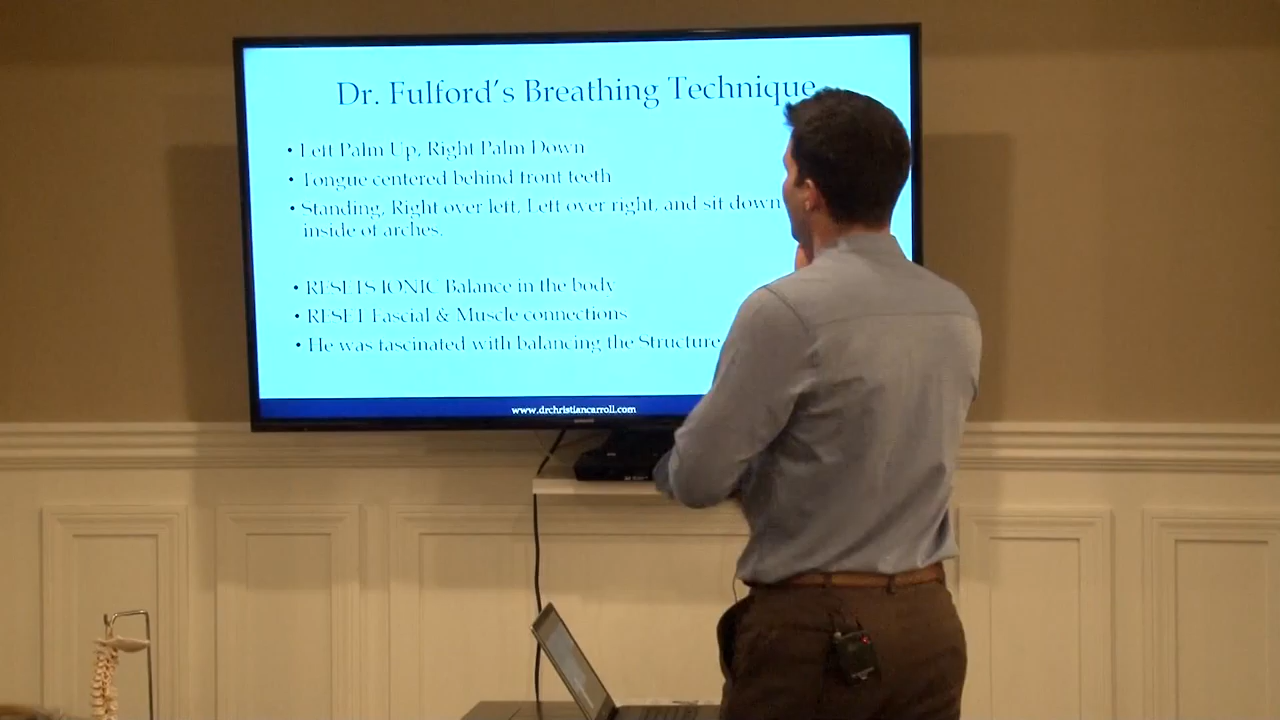 Dr. Fulford's Breathing Technique
• Left Palm Up, Right Palm Down
• Tongue centered behind front teeth
• Standing, Right over left, Left over right, and sit down
inside of arches.
• RESETS IONIC Balance in the body
• RESET Fascial & Muscle connections
• He was fascinated with balancing the Structure
www.drchristiancarroll.com
SAMSUNG